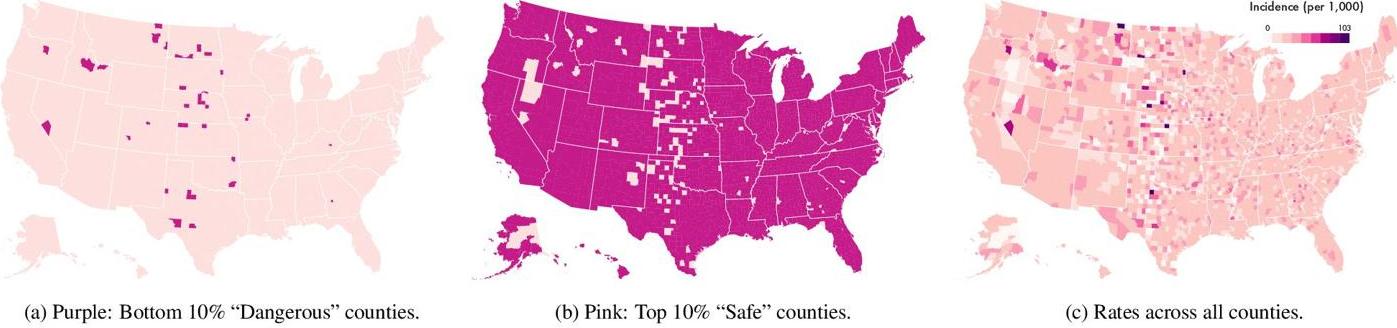 Incidence (per 1,000)
0 103
(a) Purple: Bottom 10% “Dangerous” counties.
(b) Pink: Top 10% “Safe” counties.
(c) Rates across all counties.